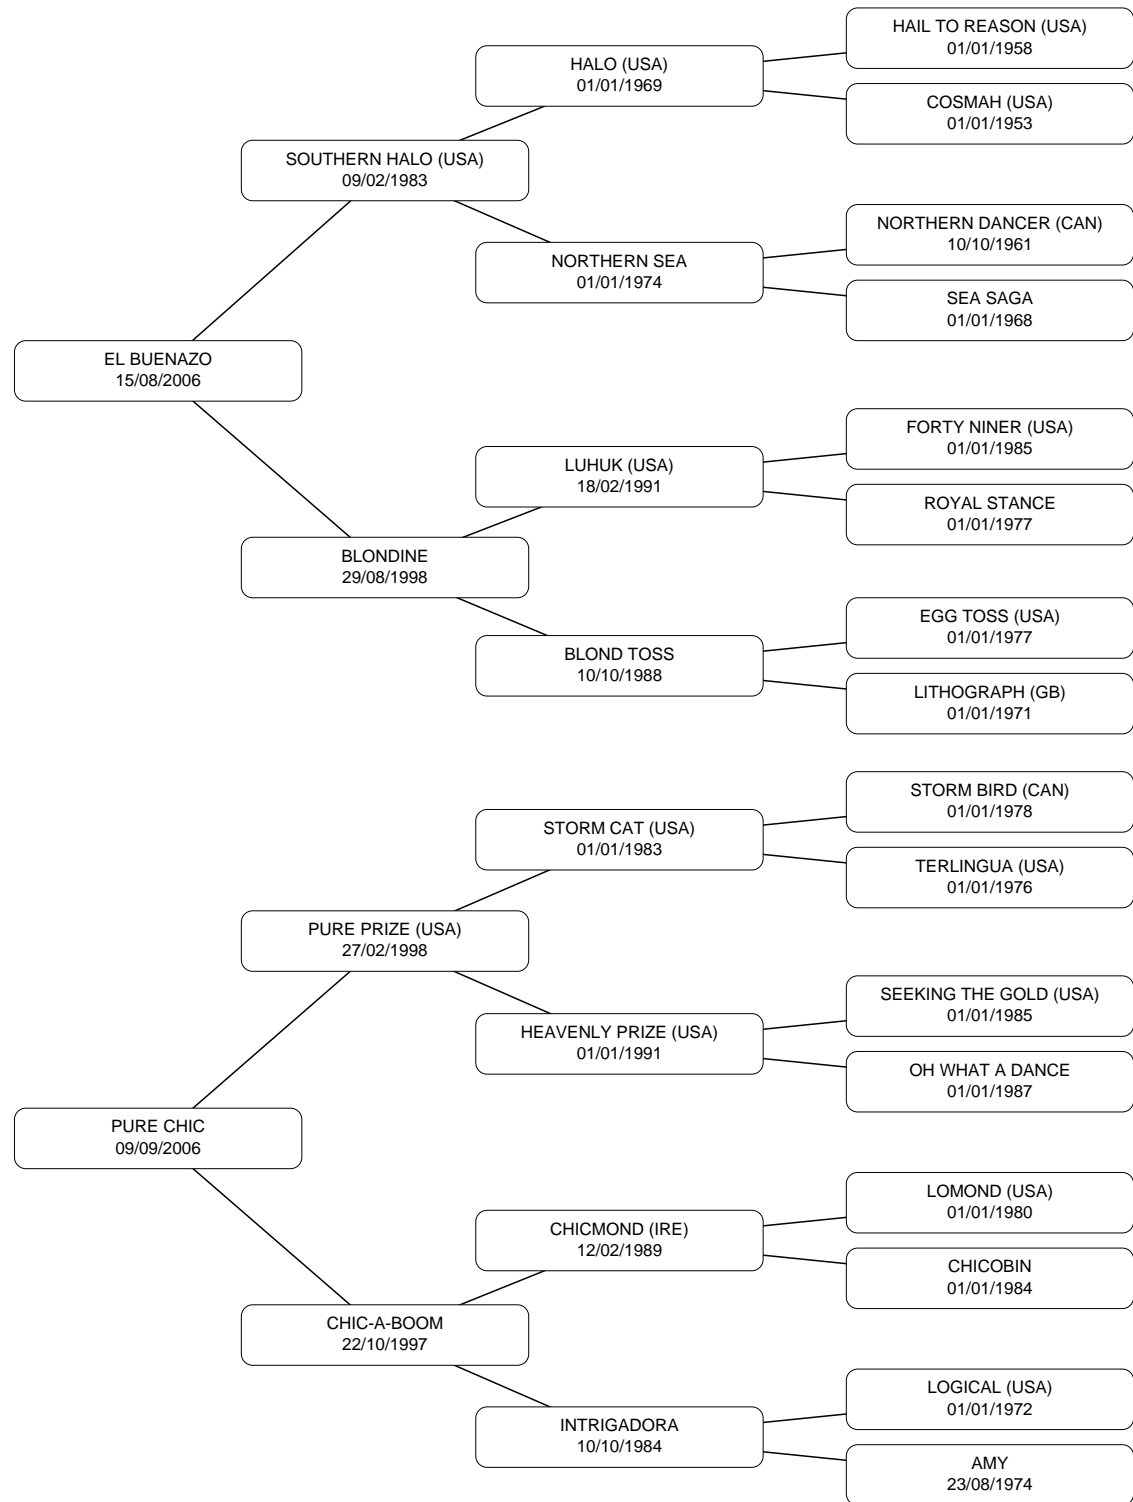 HAIL TO REASON (USA)
01/01/1958
HALO (USA)
01/01/1969
COSMAH (USA)
01/01/1953
SOUTHERN HALO (USA)
09/02/1983
NORTHERN DANCER (CAN)
10/10/1961
NORTHERN SEA
01/01/1974
SEA SAGA
01/01/1968
EL BUENAZO
15/08/2006
FORTY NINER (USA)
01/01/1985
LUHUK (USA)
18/02/1991
ROYAL STANCE
01/01/1977
BLONDINE
29/08/1998
EGG TOSS (USA)
01/01/1977
BLOND TOSS
10/10/1988
LITHOGRAPH (GB)
01/01/1971
STORM BIRD (CAN)
01/01/1978
STORM CAT (USA)
01/01/1983
TERLINGUA (USA)
01/01/1976
PURE PRIZE (USA)
27/02/1998
SEEKING THE GOLD (USA)
01/01/1985
HEAVENLY PRIZE (USA)
01/01/1991
OH WHAT A DANCE
01/01/1987
PURE CHIC
09/09/2006
LOMOND (USA)
01/01/1980
CHICMOND (IRE)
12/02/1989
CHICOBIN
01/01/1984
CHIC-A-BOOM
22/10/1997
LOGICAL (USA)
01/01/1972
INTRIGADORA
10/10/1984
AMY
23/08/1974